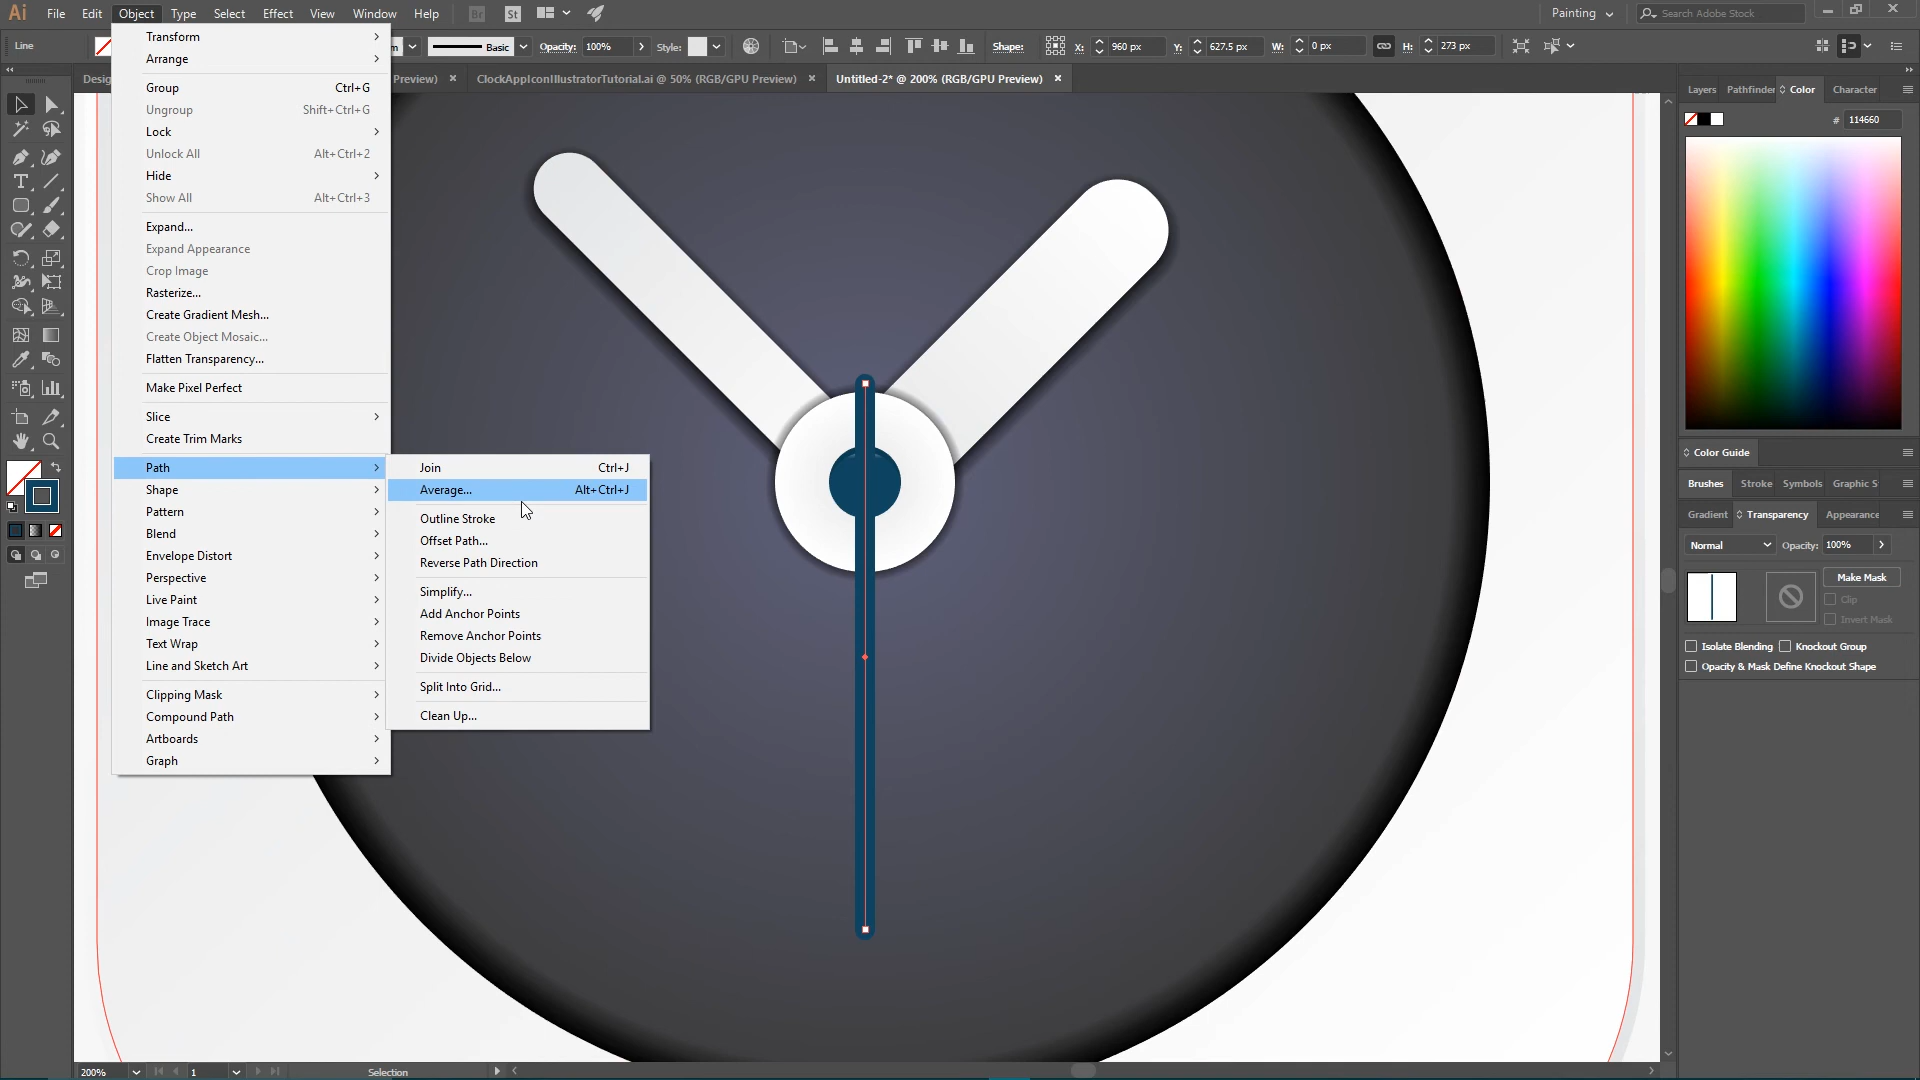 Ai File Edit Object Type Select Effect View Window Help Br St Painting Search Adobe Stock
Line Basic Opacity: 100% Style: Shape: X: 960 px Y: 627.5 px W: 0 px H: 273 px
Preview) × ClockAppIconIllustratorTutorial.ai @ 50% (RGB/GPU Preview) × Untitled-2* @ 200% (RGB/GPU Preview) ×
Transform
Arrange
Group Ctrl+G
Ungroup Shift+Ctrl+G
Lock
Unlock All Alt+Ctrl+2
Hide
Show All Alt+Ctrl+3
Expand...
Expand Appearance
Crop Image
Rasterize...
Create Gradient Mesh...
Create Object Mosaic...
Flatten Transparency...
Make Pixel Perfect
Slice
Create Trim Marks
Path
Shape
Pattern
Blend
Envelope Distort
Perspective
Live Paint
Image Trace
Text Wrap
Line and Sketch Art
Clipping Mask
Compound Path
Artboards
Graph
Join Ctrl+J
Average... Alt+Ctrl+J
Outline Stroke
Offset Path...
Reverse Path Direction
Simplify...
Add Anchor Points
Remove Anchor Points
Divide Objects Below
Split Into Grid...
Clean Up...
Layers Pathfinder Color Character
# 114660
Color Guide
Brushes Stroke Symbols Graphic S
Gradient Transparency Appearance
Normal Opacity: 100%
Make Mask
Clip
Invert Mask
Isolate Blending Knockout Group
Opacity & Mask Define Knockout Shape
200% 1 Selection